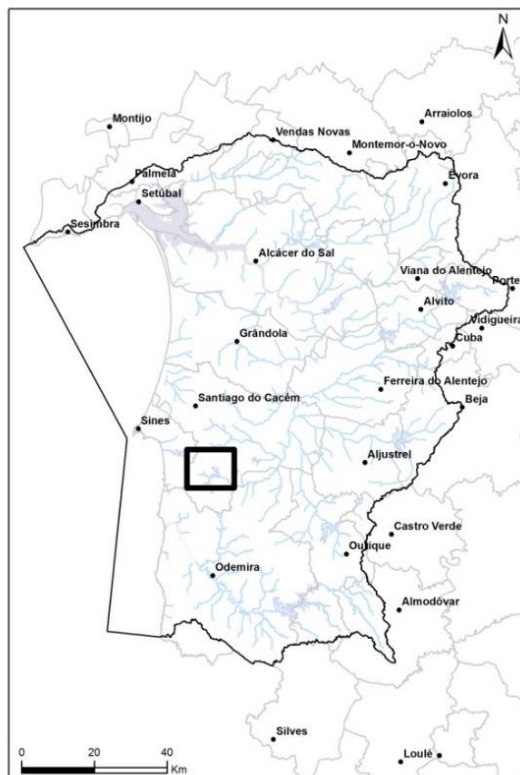 N
Montijo
Arraiolos
Vendas Novas
Montemor-o-Novo
Palmela
Évora
Setúbal
Sesimbra
Alcácer do Sal
Viana do Alentejo
Porte
Alvito
Vidigueira
Grândola
Cuba
Ferreira do Alentejo
Santiago do Cacém
Beja
Sines
Aljustrel
Castro Verde
Ourique
Odemira
Almodôvar
Silves
Loulé
0 20 40
Km